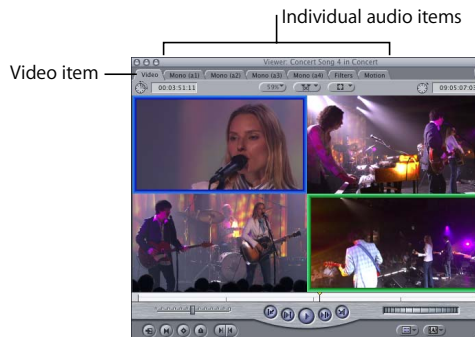 Individual audio items
Video item
Viewer: Concert Song 4 in Concert
Video Mono (a1) Mono (a2) Mono (a3) Mono (a4) Filters Motion
00:03:51:11 59% 09:05:07:03